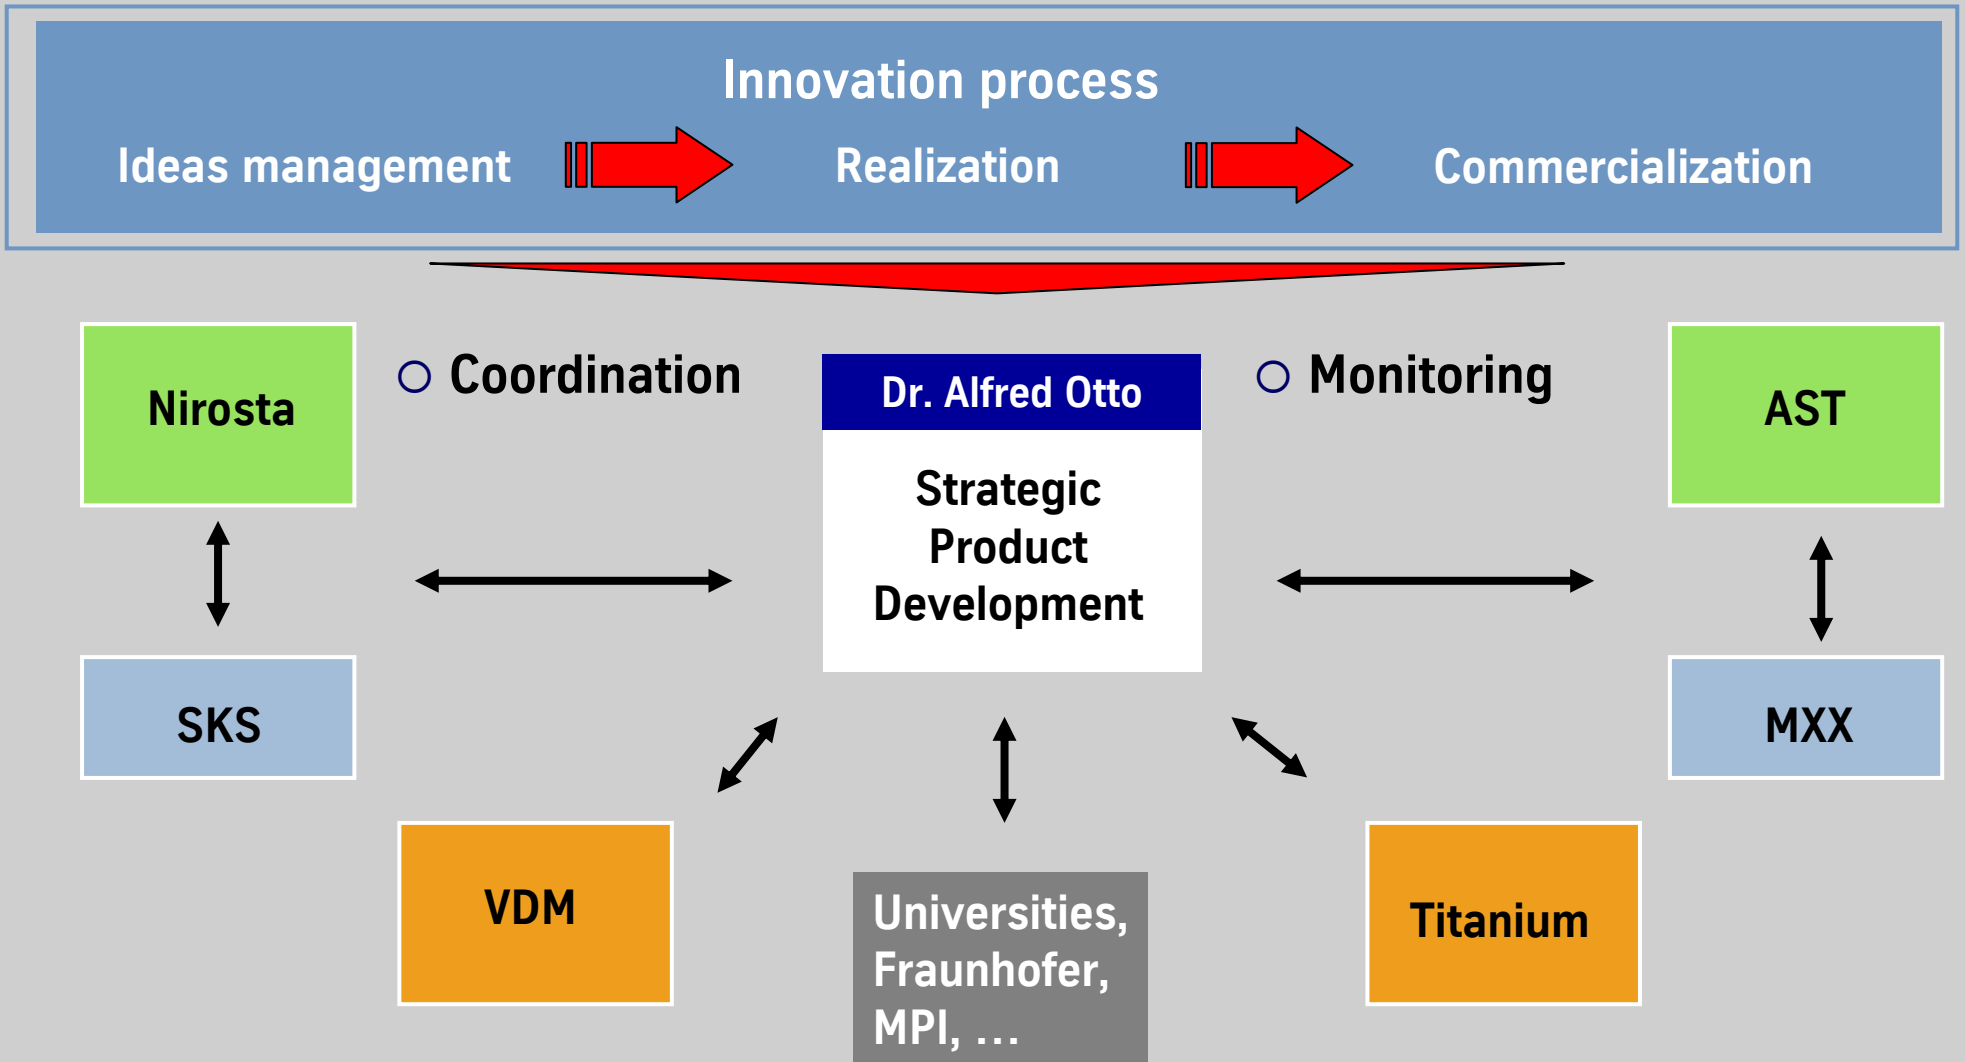 Innovation process
Ideas management
Realization
Commercialization
Nirosta
Coordination
Dr. Alfred Otto
Monitoring
AST
Strategic
Product
Development
SKS
MXX
VDM
Universities,
Fraunhofer,
MPI, ...
Titanium